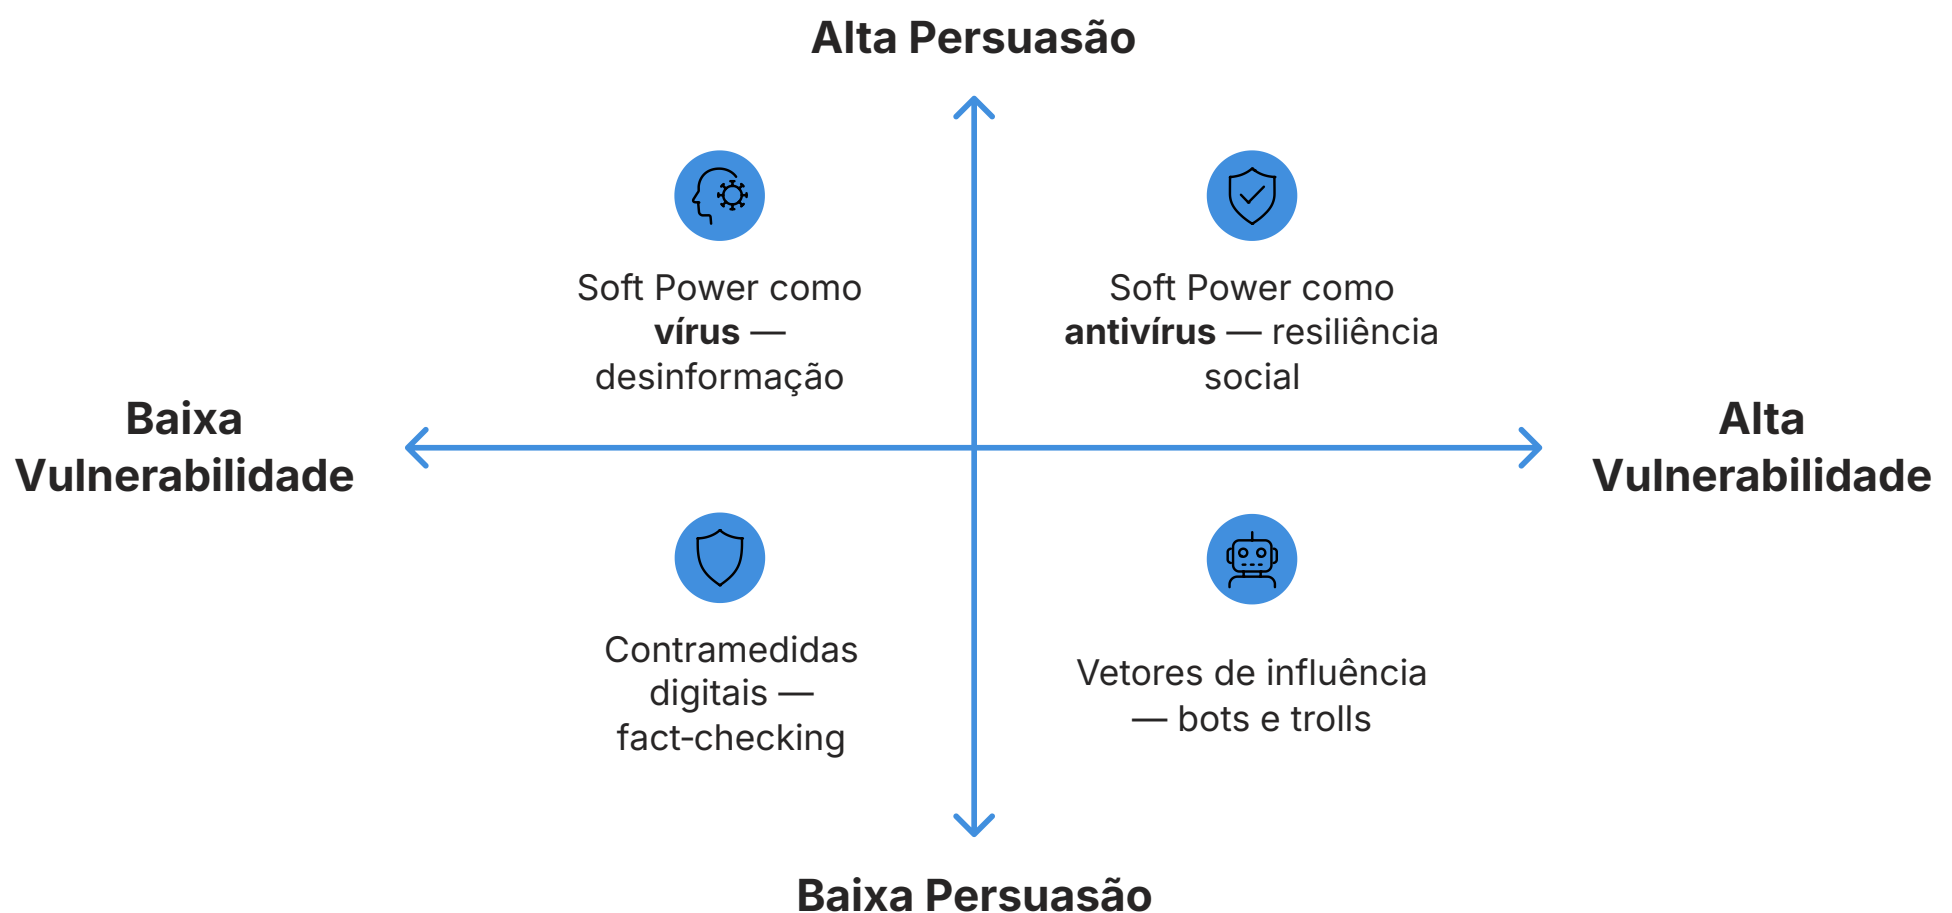 Alta Persuasão
Soft Power como
vírus —
desinformação
Soft Power como
antivírus — resiliência
social
Baixa
Vulnerabilidade
Alta
Vulnerabilidade
Contramedidas
digitais —
fact-checking
Vetores de influência
— bots e trolls
Baixa Persuasão